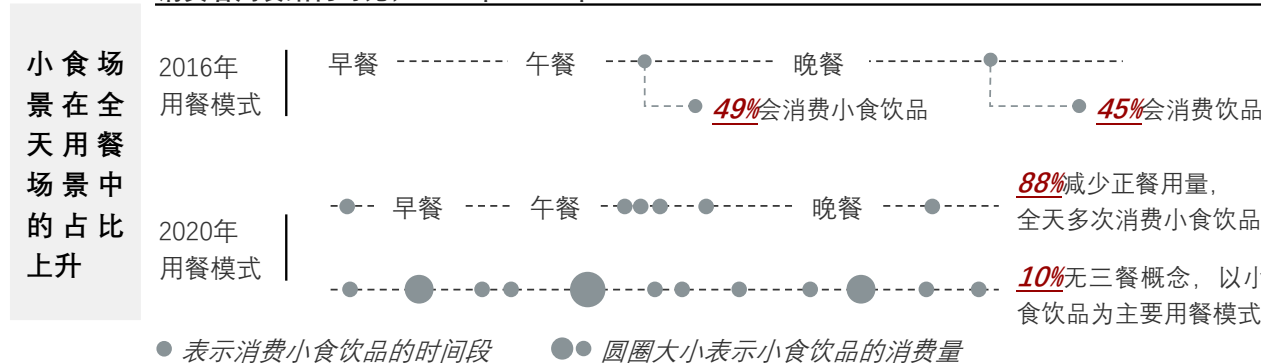 小食场
景在全
天用餐
场景中
的占比
上升
2016年
用餐模式
早餐
午餐
晚餐
49%会消费小食饮品
45%会消费饮品
2020年
用餐模式
早餐
午餐
晚餐
88%减少正餐用量，
全天多次消费小食饮品
10%无三餐概念，以小
食饮品为主要用餐模式
表示消费小食饮品的时间段
圆圈大小表示小食饮品的消费量